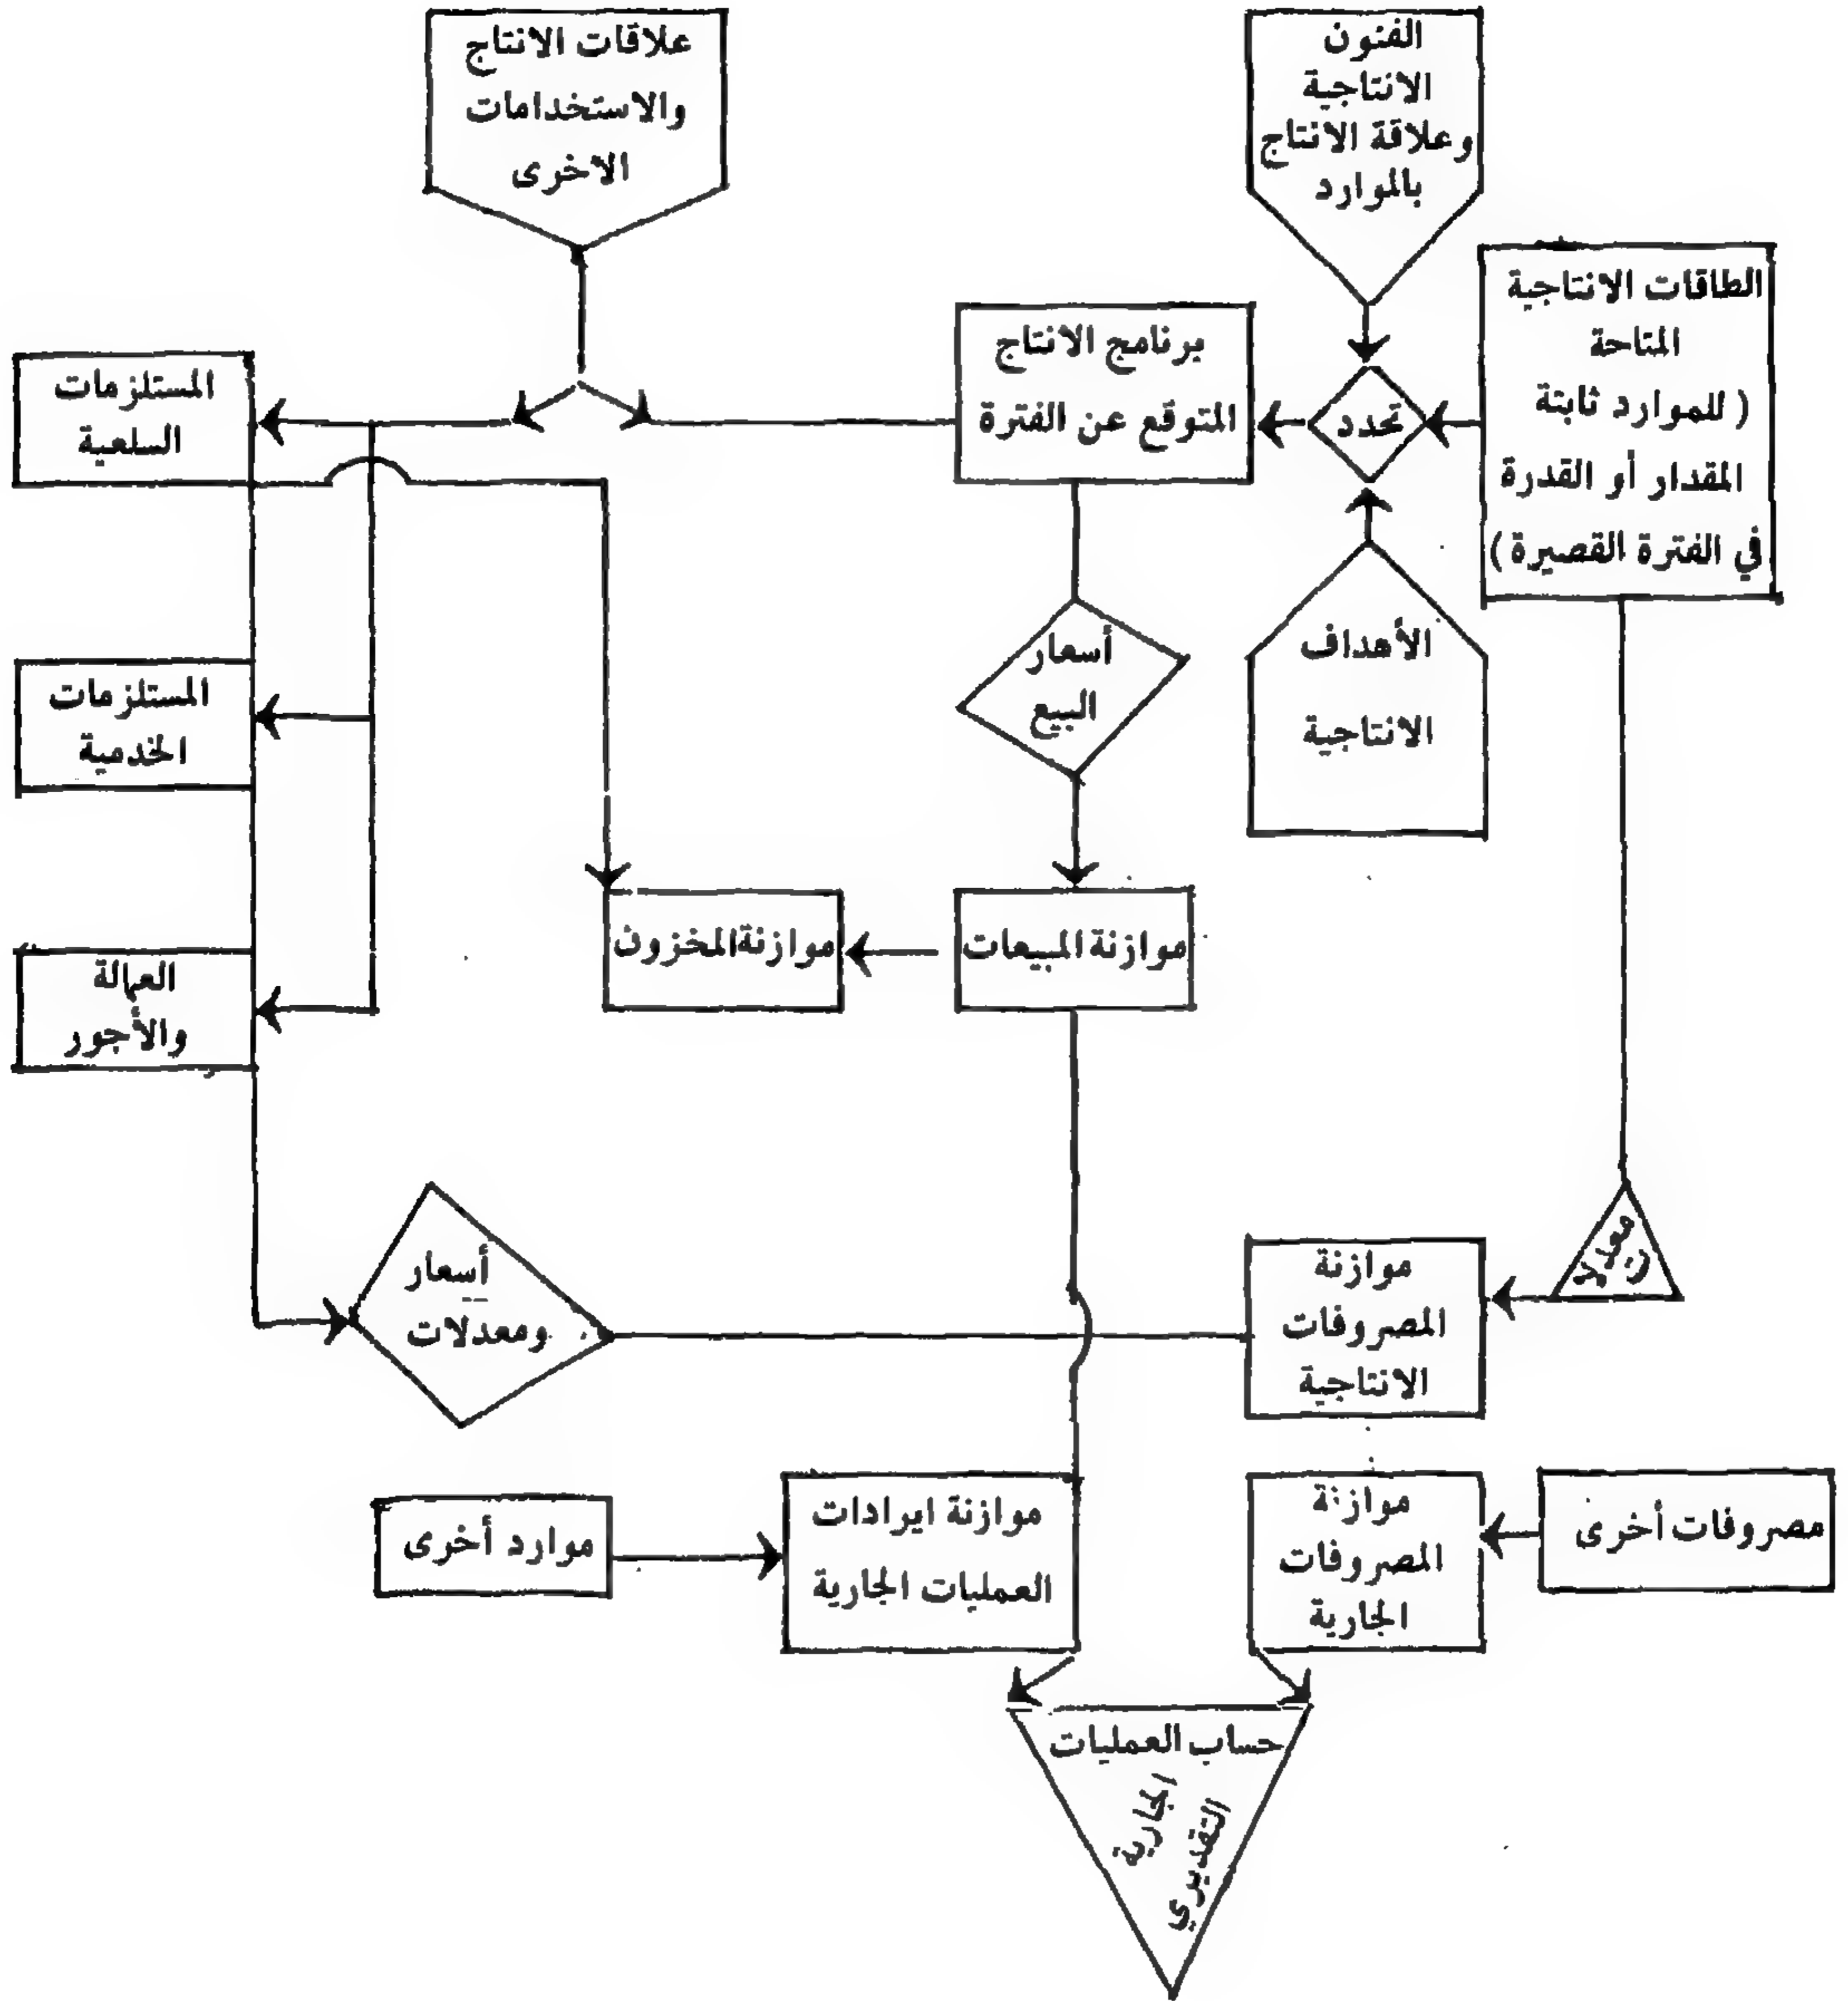 الفنون
الانتاجية
وعلاقة الانتاج
بالموارد
علاقات الانتاج
والاستخدامات
الاخرى
الطاقات الانتاجية
المتاحة
(للموارد ثابتة
المقدار أو القدرة
في الفترة القصيرة)
تحدد
برنامج الانتاج
المتوقع عن الفترة
المستلزمات
السلعية
الأهداف
الانتاجية
أسعار
البيع
المستلزمات
الخدمية
موازنة المبيعات
موازنة المخزون
العمالة
والأجور
موازنة
المصروفات
الانتاجية
أسعار
ومعدلات
مصروفات أخرى
موازنة
المصروفات
الجارية
موازنة ايرادات
العمليات الجارية
موارد أخرى
حساب العمليات
الجارية
التقديري